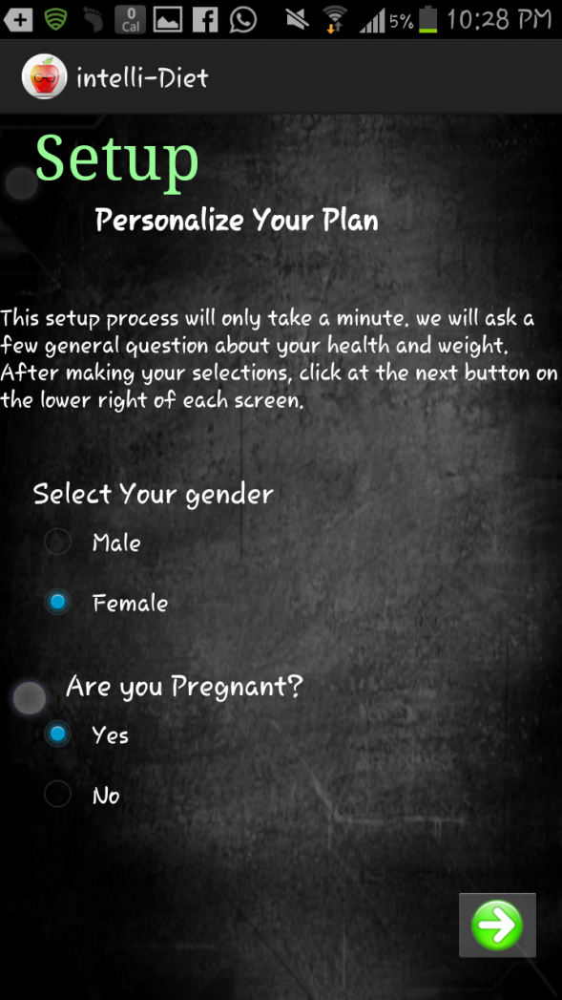 0
Cal
5%
10:28 PM
intelli-Diet
Setup
Personalize Your Plan
This setup process will only take a minute. we will ask a
few general question about your health and weight.
After making your selections, click at the next button on
the lower right of each screen.
Select Your gender
Male
Female
Are you Pregnant?
Yes
No